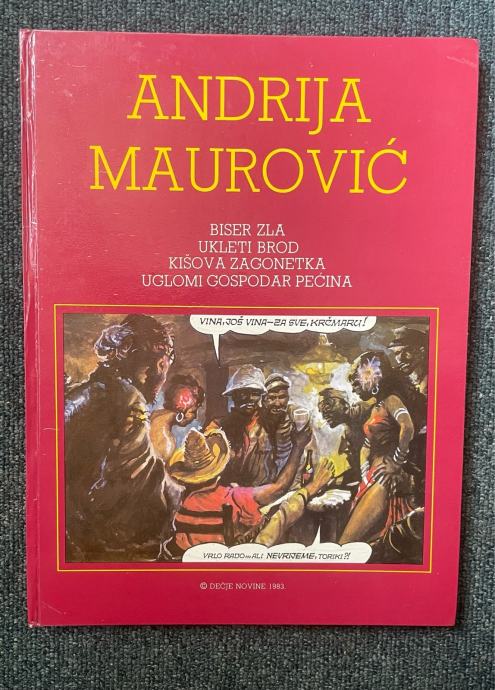 ANDRIJA
MAUROVIĆ
BISER ZLA
UKLETI BROD
KIŠOVA ZAGONETKA
UGLOMI GOSPODAR PEĆINA
VINA, JOŠ VINA—ZA SVE, KRČMARU!
VRLO RADO...ALI NEVRIJEME, TORIKI?!
© DEČJE NOVINE 1983.